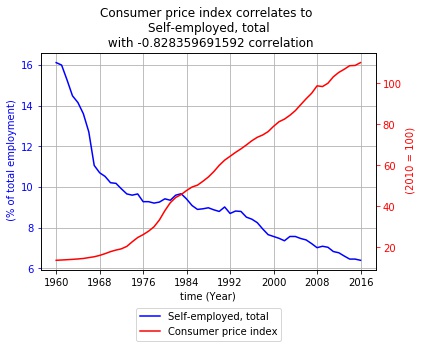 Consumer price index correlates to
Self-employed, total
with -0.828359691592 correlation
16
14
12
10
8
6
(% of total employment)
100
80
60
40
20
(2010 = 100)
1960
1968
1976
1984
1992
2000
2008
2016
time (Year)
Self-employed, total
Consumer price index